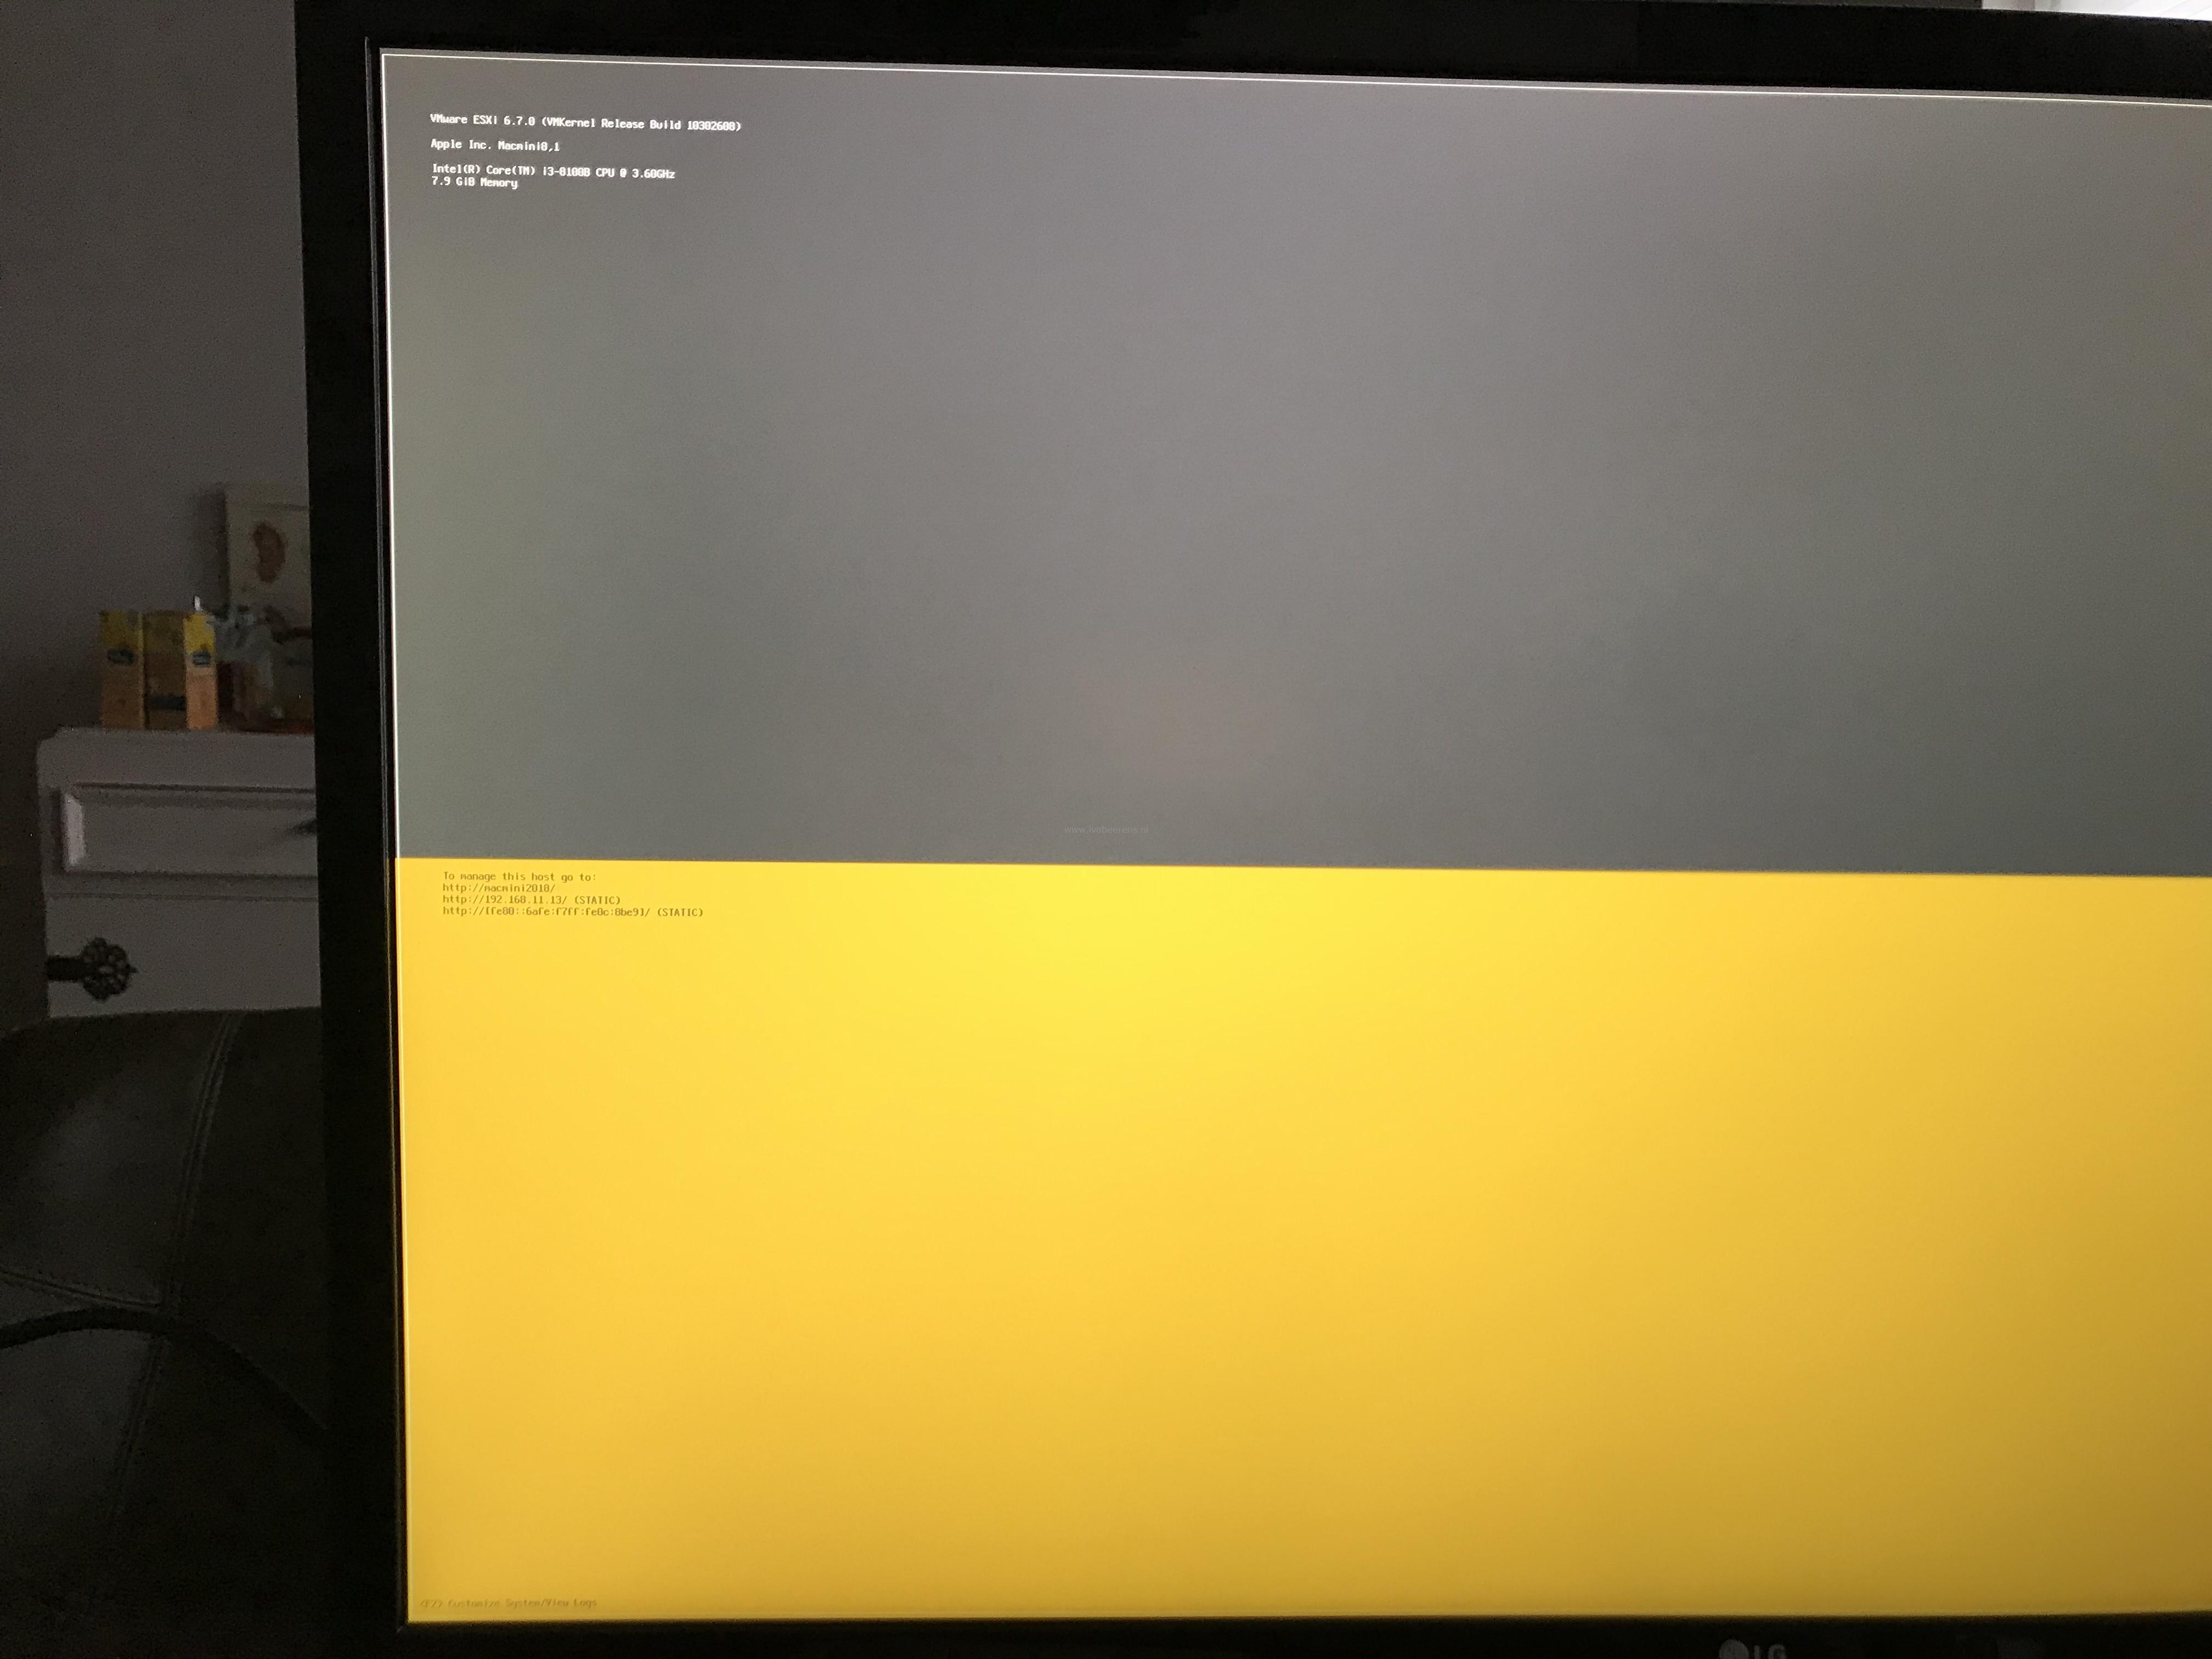 VMware ESXi 6.7.0 (VMKernel Release Build 10302608)
Apple Inc. Macmini8,1
Intel(R) Core(TM) i3-8100B CPU @ 3.60GHz
7.9 GiB Memory
To manage this host go to:
http://macmini2018/
http://192.168.11.13/ (STATIC)
http://[fe80::6afe:f7ff:fe0c:8be9]/ (STATIC)
<F2> Customize System/View Logs
LG